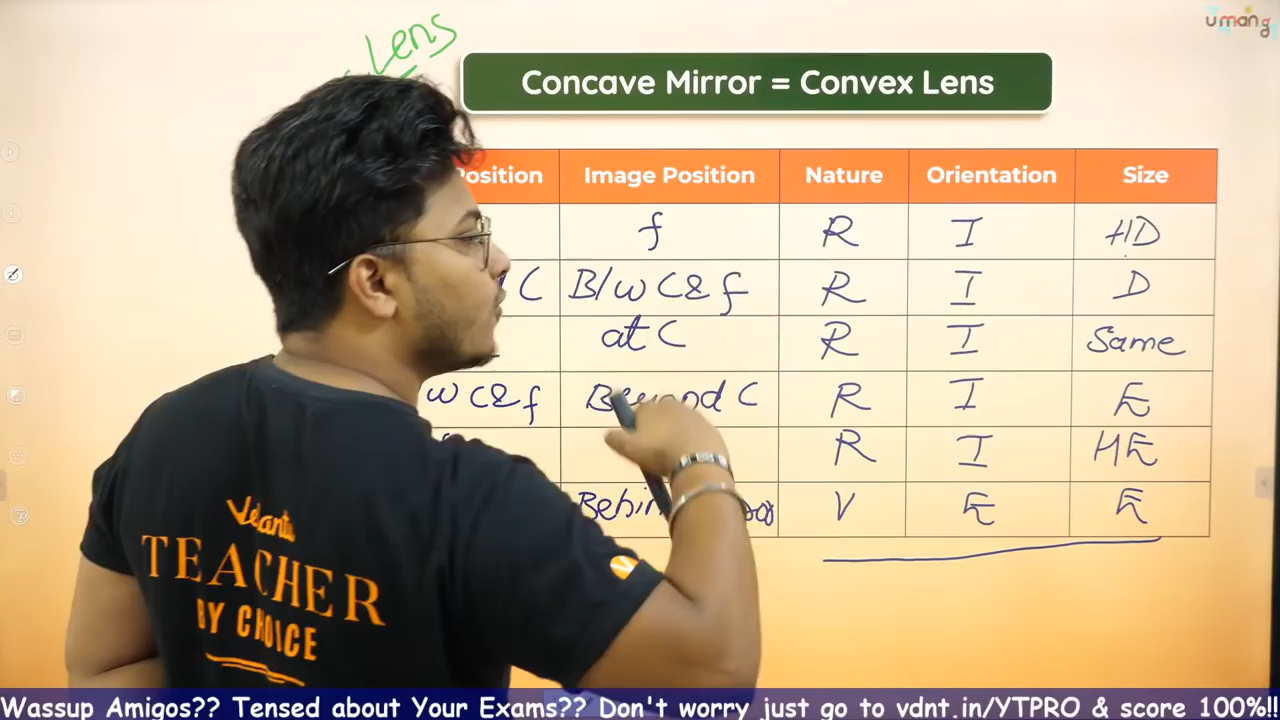 umang
Lens
Concave Mirror = Convex Lens
Position Image Position Nature Orientation Size
f R I HD
C B/w C & f R I D
at C R I Same
w C & f Beyond C R I E
R I HE
Behin V E E
Vedantu
TEACHER
BY CHOICE
Wassup Amigos?? Tensed about Your Exams?? Don't worry just go to vdnt.in/YTPRO & score 100%!!